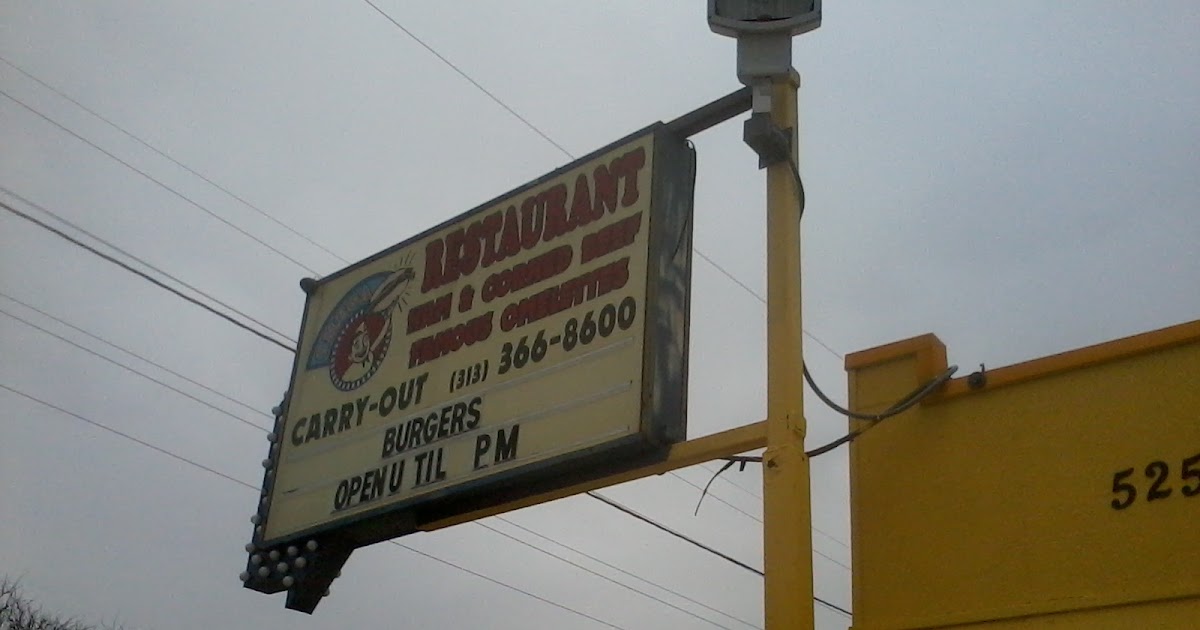 RESTAURANT
HAM & CORNED BEEF
FAMOUS OMELETTES
CARRY-OUT (313) 366-8600
BURGERS
OPEN U TIL PM
525